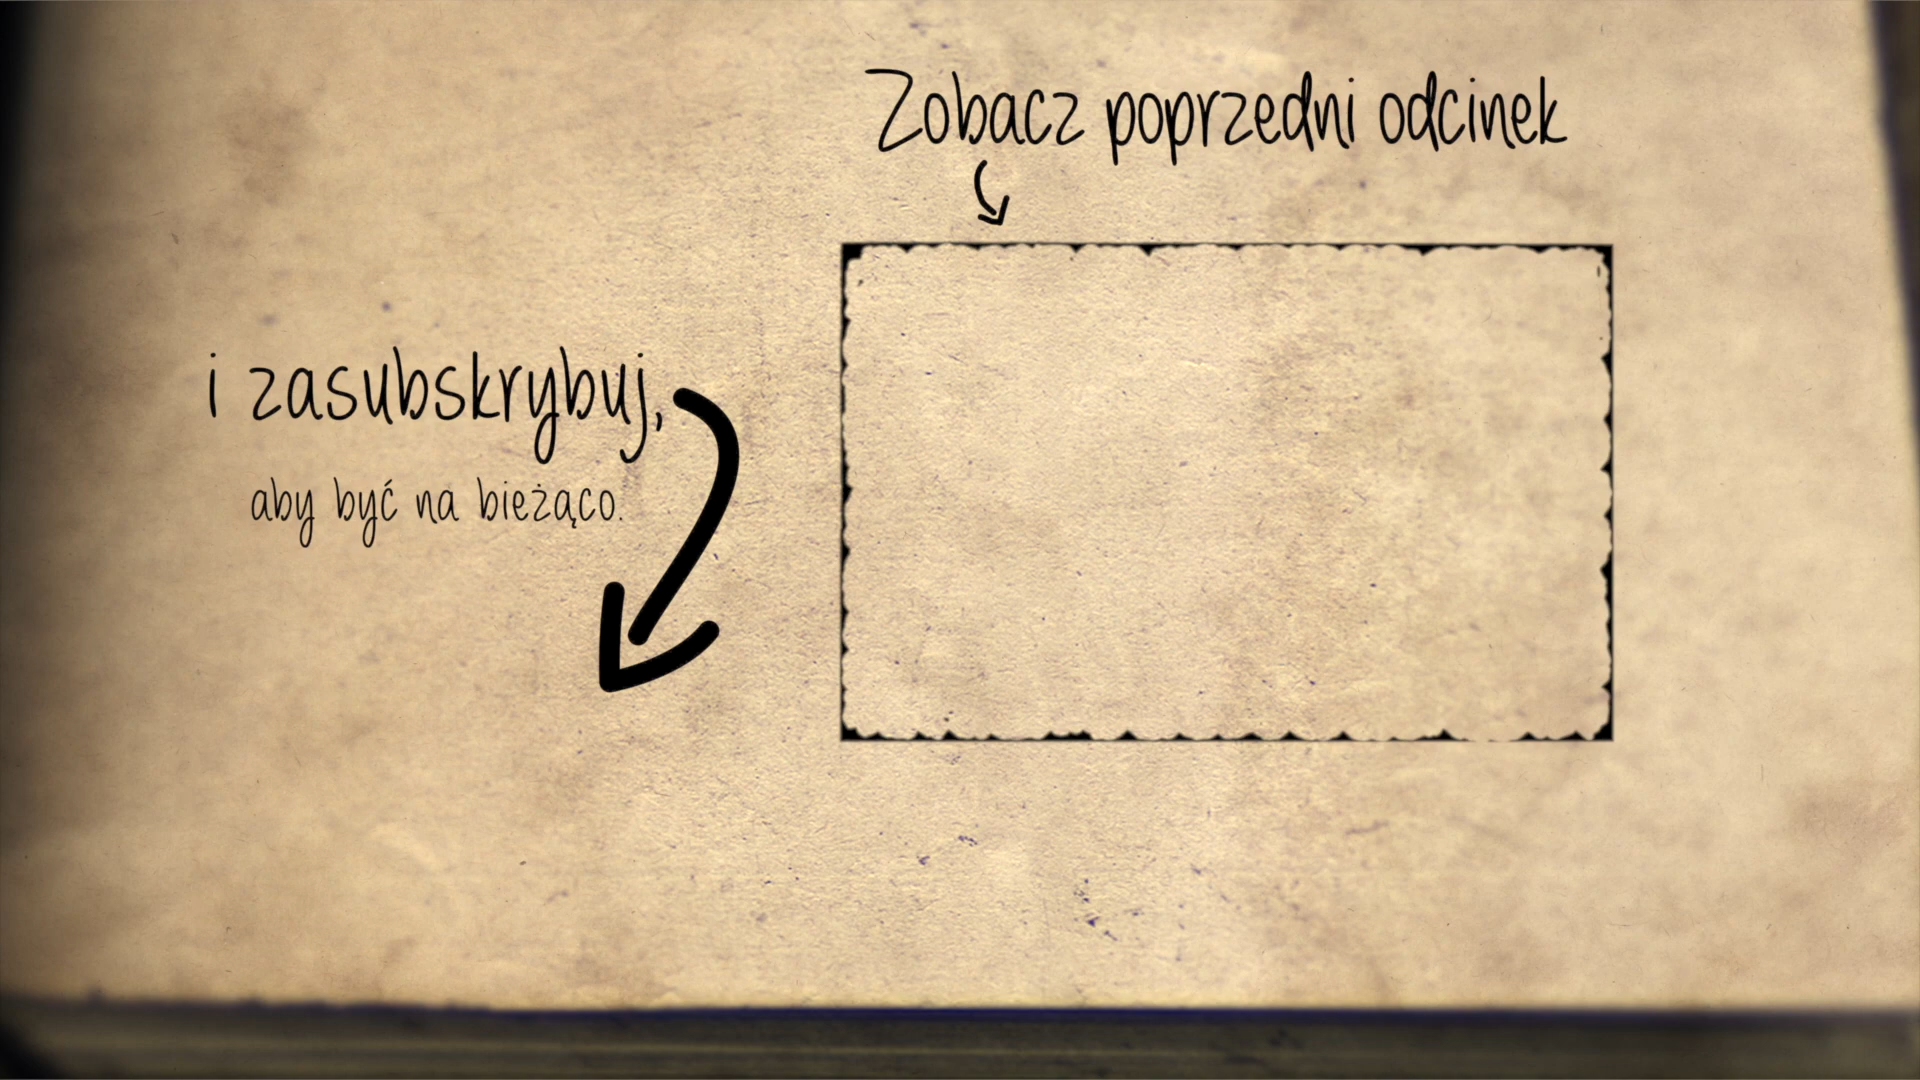 Zobacz poprzedni odcinek
i zasubskrybuj,
aby być na bieżąco.